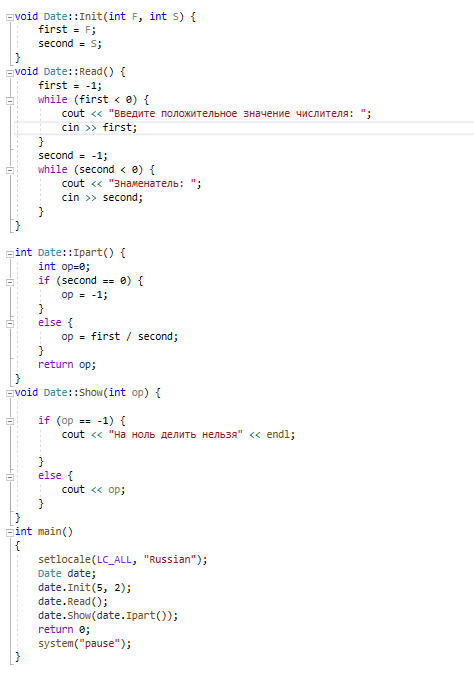 void Date::Init(int F, int S) {
first = F;
second = S;
}
void Date::Read() {
first = -1;
while (first < 0) {
cout << "Введите положительное значение числителя: ";
cin >> first;
}
second = -1;
while (second < 0) {
cout << "Знаменатель: ";
cin >> second;
}
}
int Date::Ipart() {
int op=0;
if (second == 0) {
op = -1;
}
else {
op = first / second;
}
return op;
}
void Date::Show(int op) {
if (op == -1) {
cout << "На ноль делить нельзя" << endl;
}
else {
cout << op;
}
}
int main()
{
setlocale(LC_ALL, "Russian");
Date date;
date.Init(5, 2);
date.Read();
date.Show(date.Ipart());
return 0;
system("pause");
}